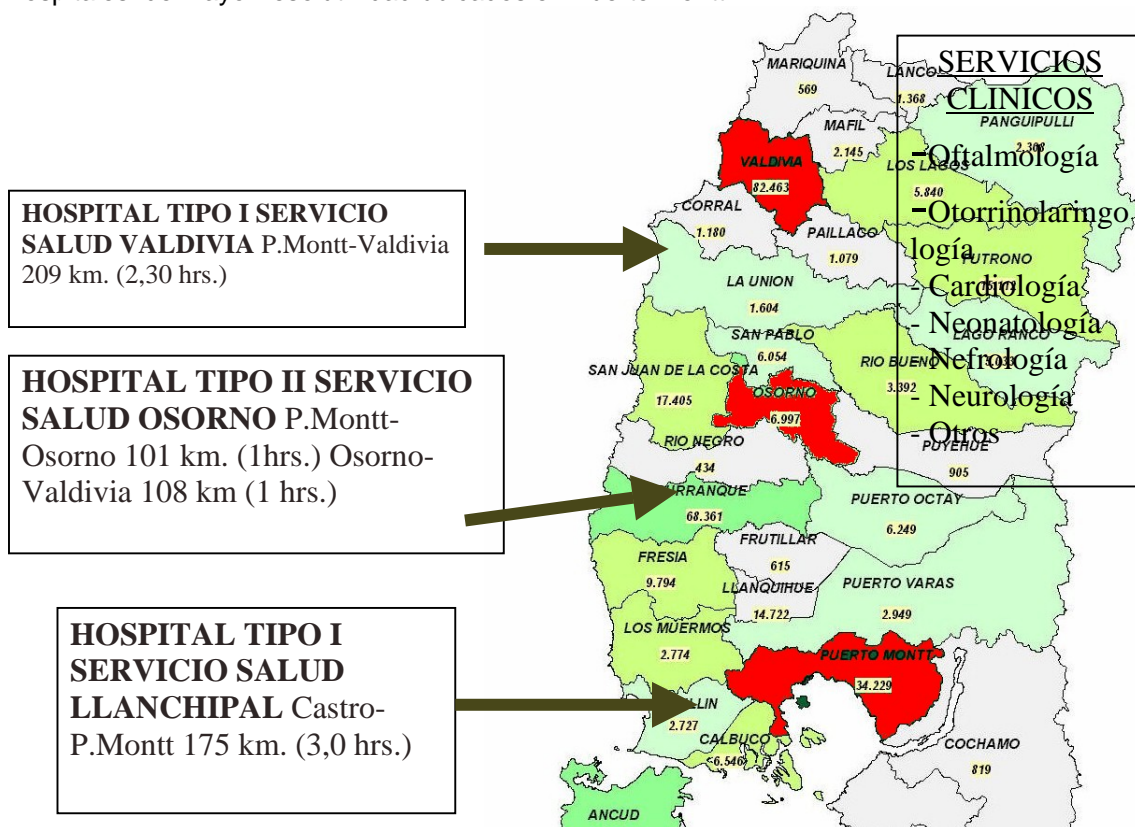 MARIQUINA
569
LANCO
1.368
SERVICIOS
CLINICOS
PANGUIPULLI
MAFIL
2.145
VALDIVIA
82.463
LOS LAGOS
5.840
-Oftalmología
-Otorrinolaringo
logía
- Cardiología
- Neonatología
- Nefrología
- Neurología
- Otros
HOSPITAL TIPO I SERVICIO
SALUD VALDIVIA P.Montt-Valdivia
209 km. (2,30 hrs.)
CORRAL
1.180
PAILLACO
1.079
FUTRONO
LA UNION
1.604
LAGO RANCO
SAN PABLO
6.054
RIO BUENO
3.392
SAN JUAN DE LA COSTA
17.405
OSORNO
6.997
HOSPITAL TIPO II SERVICIO
SALUD OSORNO P.Montt-
Osorno 101 km. (1hrs.) Osorno-
Valdivia 108 km (1 hrs.)
RIO NEGRO
434
PUYEHUE
905
URRANQUE
68.361
PUERTO OCTAY
6.249
FRUTILLAR
615
FRESIA
9.794
LLANQUIHUE
14.722
PUERTO VARAS
2.949
LOS MUERMOS
2.774
PUERTO MONTT
34.229
HOSPITAL TIPO I
SERVICIO SALUD
LLANCHIPAL Castro-
P.Montt 175 km. (3,0 hrs.)
LLIN
2.727
CALBUCO
6.546
COCHAMO
819
ANCUD